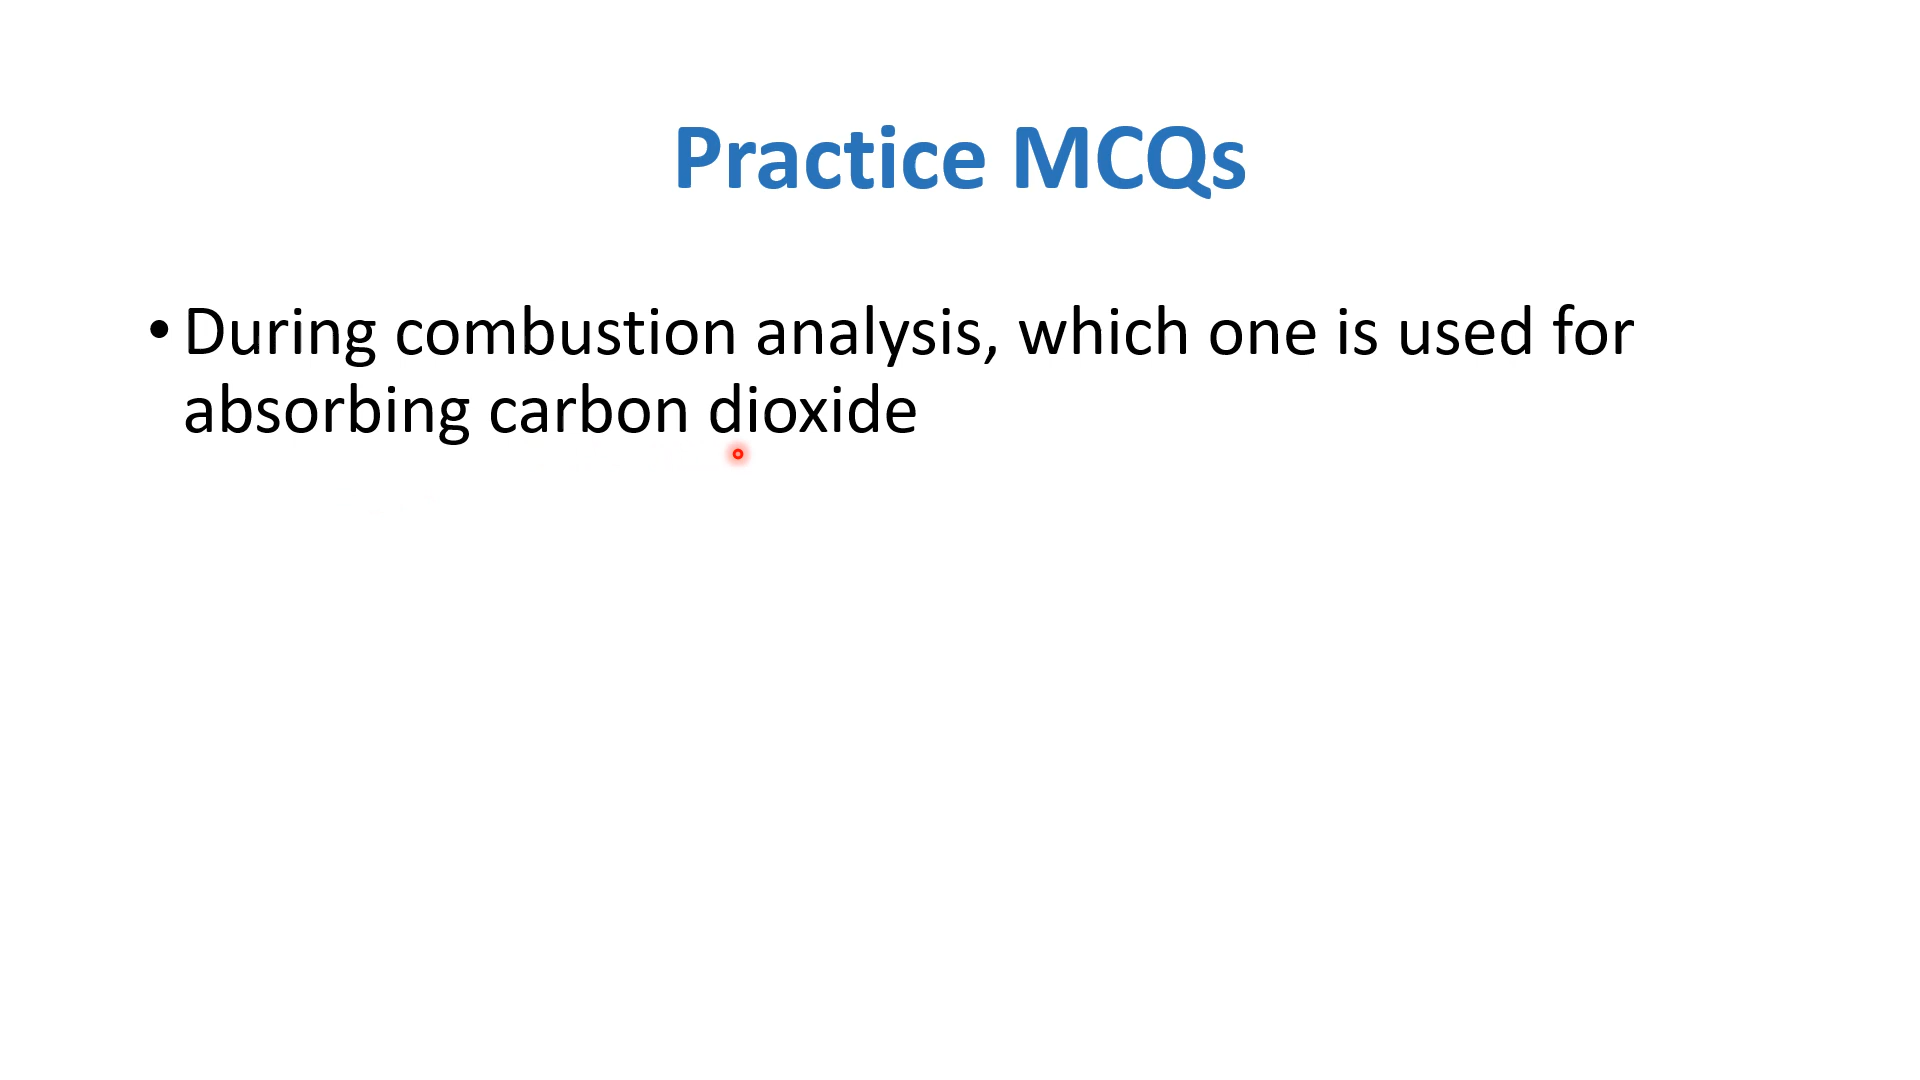 Practice MCQs
• During combustion analysis, which one is used for
absorbing carbon dioxide